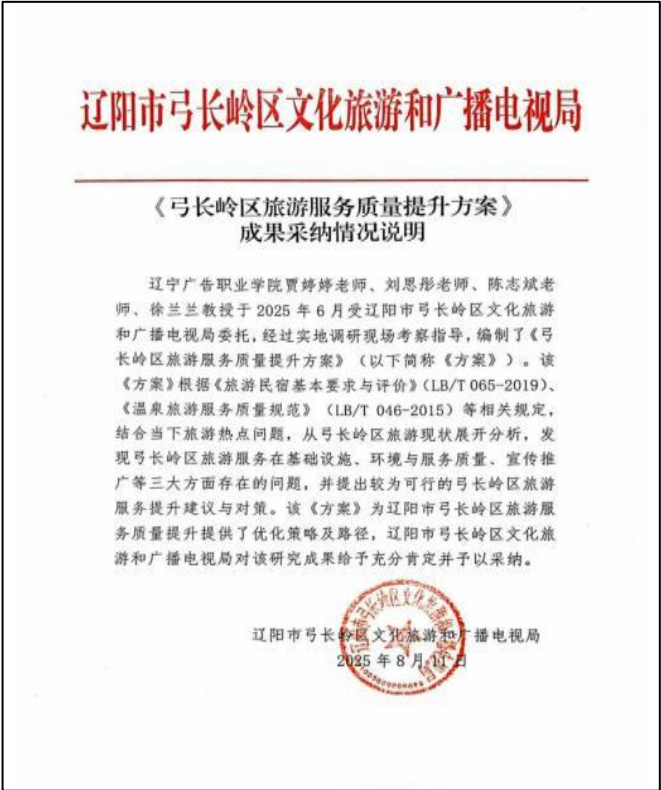 辽阳市弓长岭区文化旅游和广播电视局
《弓长岭区旅游服务质量提升方案》
成果采纳情况说明
辽宁广告职业学院贾婷婷老师、刘思彤老师、陈志斌老
师、徐兰兰教授于 2025 年 6 月受辽阳市弓长岭区文化旅游
和广播电视局委托，经过实地调研现场考察指导，编制了《弓
长岭区旅游服务质量提升方案》（以下简称《方案》）。该
《方案》根据《旅游民宿基本要求与评价》（LB/T 065-2019）、
《温泉旅游服务质量规范》（LB/T 046-2015）等相关规定，
结合当下旅游热点问题，从弓长岭区旅游现状展开分析，发
现弓长岭区旅游服务在基础设施、环境与服务质量、宣传推
广等三大方面存在的问题，并提出较为可行的弓长岭区旅游
服务提升建议与对策。该《方案》为辽阳市弓长岭区旅游服
务质量提升提供了优化策略及路径，辽阳市弓长岭区文化旅
游和广播电视局对该研究成果给予充分肯定并予以采纳。
辽阳市弓长岭区文化旅游和广播电视局
2025 年 8 月 11 日